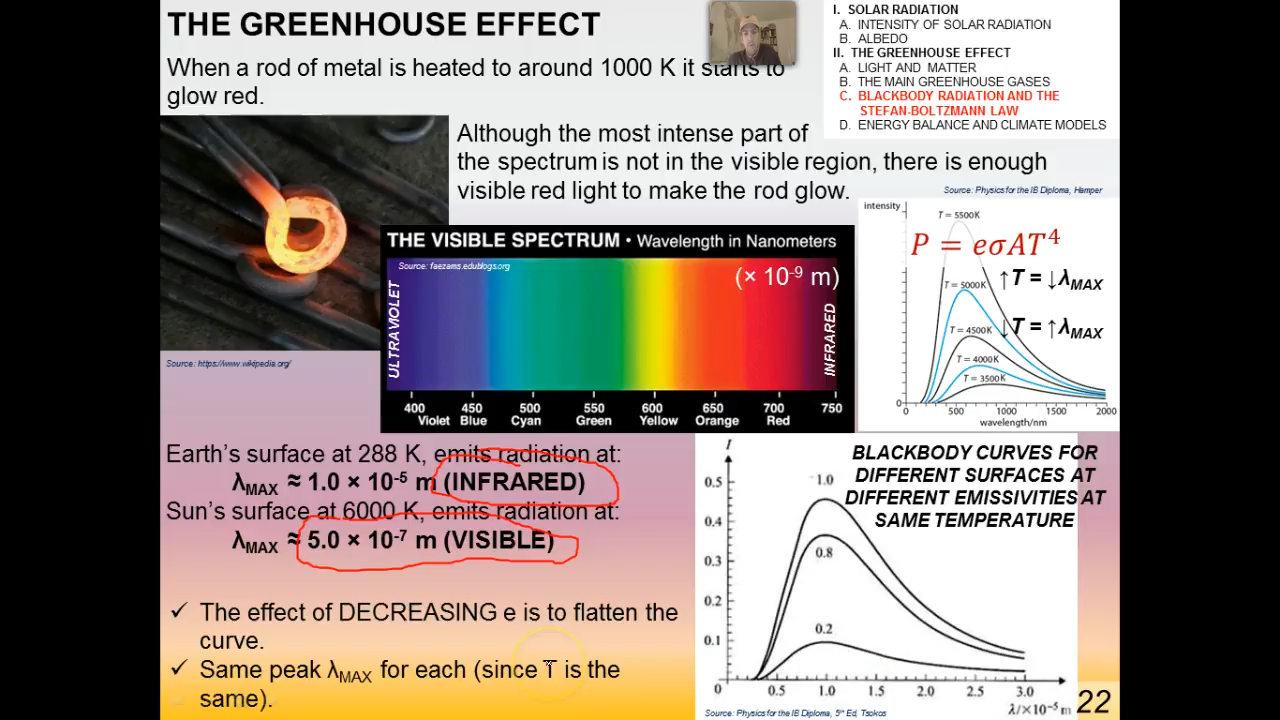 THE GREENHOUSE EFFECT
When a rod of metal is heated to around 1000 K it starts to
glow red.
I. SOLAR RADIATION
A. INTENSITY OF SOLAR RADIATION
B. ALBEDO
II. THE GREENHOUSE EFFECT
A. LIGHT AND MATTER
B. THE MAIN GREENHOUSE GASES
C. BLACKBODY RADIATION AND THE
STEFAN-BOLTZMANN LAW
D. ENERGY BALANCE AND CLIMATE MODELS
Although the most intense part of
the spectrum is not in the visible region, there is enough
visible red light to make the rod glow.
Source: https://www.wikipedia.org/
THE VISIBLE SPECTRUM • Wavelength in Nanometers
Source: faezams.edublogs.org
(× 10⁻⁹ m)
ULTRAVIOLET
INFRARED
400 450 500 550 600 650 700 750
Violet Blue Cyan Green Yellow Orange Red
Source: Physics for the IB Diploma, Hamper
intensity
T = 5500K
P = eσAT⁴
↑T = ↓λMAX
T = 5000K
↓T = ↑λMAX
T = 4500K
T = 4000K
T = 3500K
0
0 500 1000 1500 2000
wavelength/nm
Earth's surface at 288 K, emits radiation at:
λMAX ≈ 1.0 × 10⁻⁵ m (INFRARED)
Sun's surface at 6000 K, emits radiation at:
λMAX ≈ 5.0 × 10⁻⁷ m (VISIBLE)
✓ The effect of DECREASING e is to flatten the
curve.
✓ Same peak λMAX for each (since T is the
same).
BLACKBODY CURVES FOR
DIFFERENT SURFACES AT
DIFFERENT EMISSIVITIES AT
SAME TEMPERATURE
I
0.5
0.4
0.3
0.2
0.1
0
1.0
0.8
0.2
0 0.5 1.0 1.5 2.0 2.5 3.0
λ/×10⁻⁵ m
Source: Physics for the IB Diploma, 5th Ed, Tsokos
22